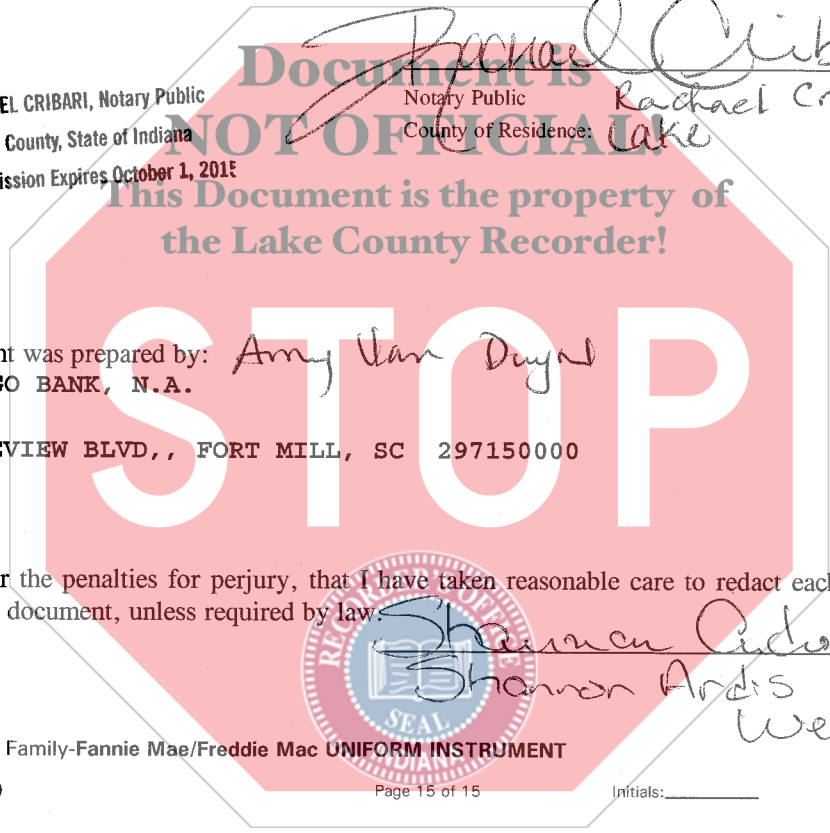 Document is
EL CRIBARI, Notary Public
Notary Public Rachael Cr
County, State of Indiana
County of Residence: Lake
NOT OFFICIAL!
ission Expires October 1, 2015
This Document is the property of
the Lake County Recorder!
STOP
nt was prepared by: Amy Van Duyn
GO BANK, N.A.
EVIEW BLVD,, FORT MILL, SC 297150000
r the penalties for perjury, that I have taken reasonable care to redact each
document, unless required by law.
Shannon Ardis
We
RECORDER'S OFFICE
SEAL
INDIANA
Family-Fannie Mae/Freddie Mac UNIFORM INSTRUMENT
Page 15 of 15 Initials: